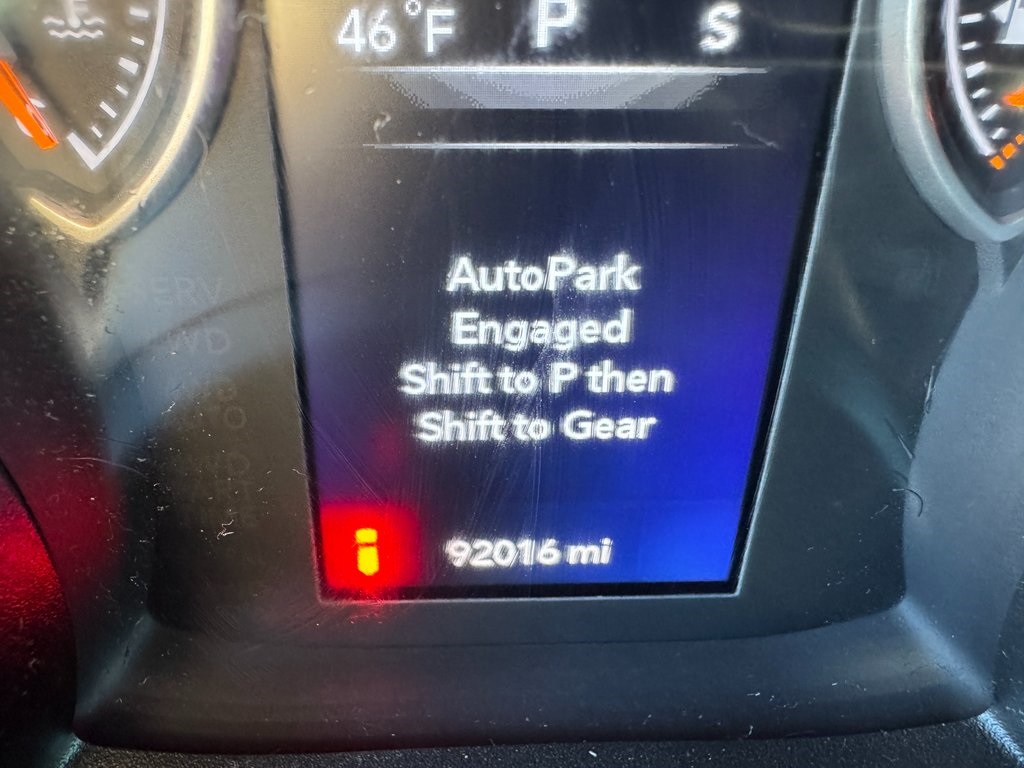 46°F P S
AutoPark
Engaged
Shift to P then
Shift to Gear
92016 mi